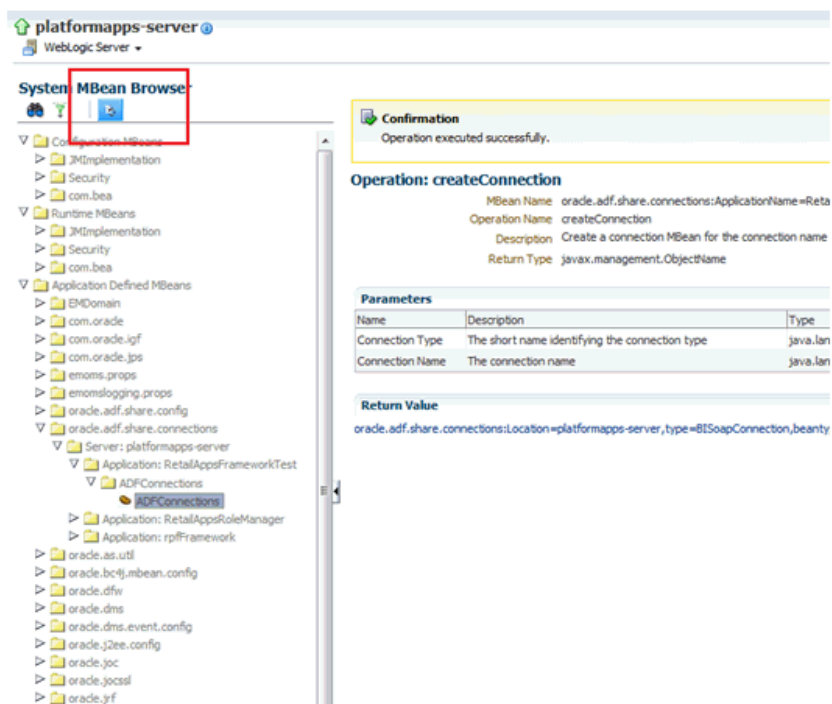 platformapps-server
WebLogic Server
System MBean Browser
Configuration MBeans
JMImplementation
Security
com.bea
Runtime MBeans
JMImplementation
Security
com.bea
Application Defined MBeans
EMDomain
com.oracle
com.oracle.igf
com.oracle.jps
emoms.props
emomslogging.props
oracle.adf.share.config
oracle.adf.share.connections
Server: platformapps-server
Application: RetailAppsFrameworkTest
ADFConnections
ADFConnections
Application: RetailAppsRoleManager
Application: rpfFramework
oracle.as.util
oracle.bc4j.mbean.config
oracle.dfw
oracle.dms
oracle.dms.event.config
oracle.j2ee.config
oracle.joc
oracle.jocssl
oracle.jrf
Confirmation
Operation executed successfully.
Operation: createConnection
MBean Name oracle.adf.share.connections:ApplicationName=Reta
Operation Name createConnection
Description Create a connection MBean for the connection name
Return Type javax.management.ObjectName
Parameters
Name Description Type
Connection Type The short name identifying the connection type java.lan
Connection Name The connection name java.lan
Return Value
oracle.adf.share.connections:Location=platformapps-server,type=BISoapConnection,beanty